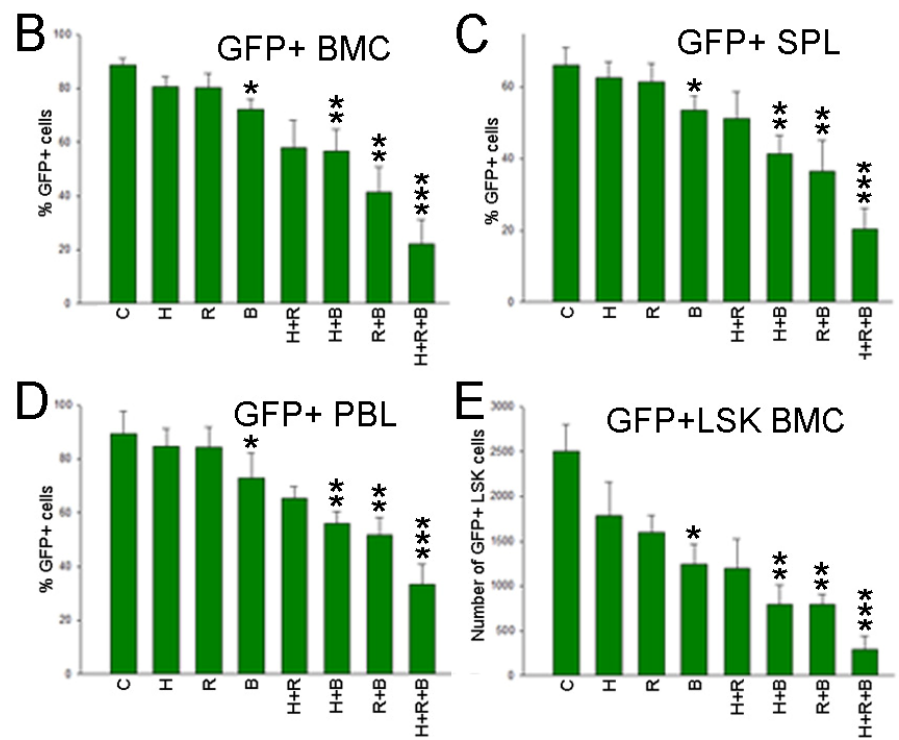 B
GFP+ BMC
% GFP+ cells
100
80
60
40
20
0
*
**
**
***
C H R B H+R H+B R+B H+R+B
C
GFP+ SPL
% GFP+ cells
60
40
20
0
*
**
**
***
C H R B H+R H+B R+B H+R+B
D
GFP+ PBL
% GFP+ cells
100
80
60
40
20
0
*
**
**
***
C H R B H+R H+B R+B H+R+B
E
GFP+LSK BMC
Number of GFP+ LSK cells
3000
2500
2000
1500
1000
500
0
*
**
**
***
C H R B H+R H+B R+B H+R+B